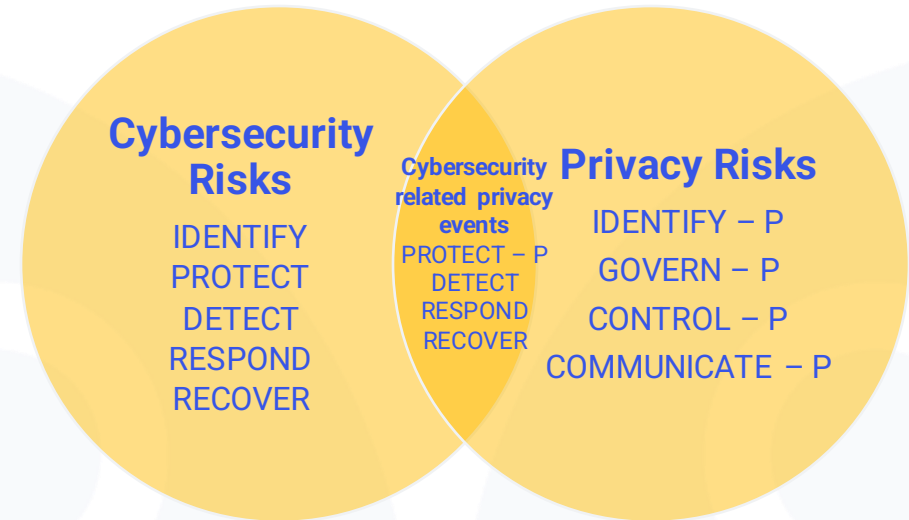 Cybersecurity
Risks
IDENTIFY
PROTECT
DETECT
RESPOND
RECOVER
Cybersecurity
related privacy
events
PROTECT – P
DETECT
RESPOND
RECOVER
Privacy Risks
IDENTIFY – P
GOVERN – P
CONTROL – P
COMMUNICATE – P